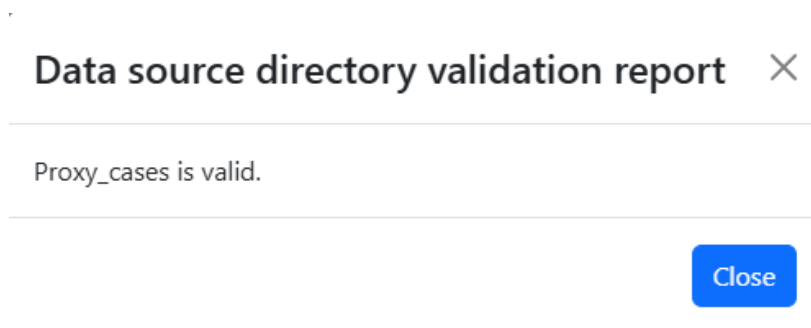 Data source directory validation report
Proxy_cases is valid.
Close